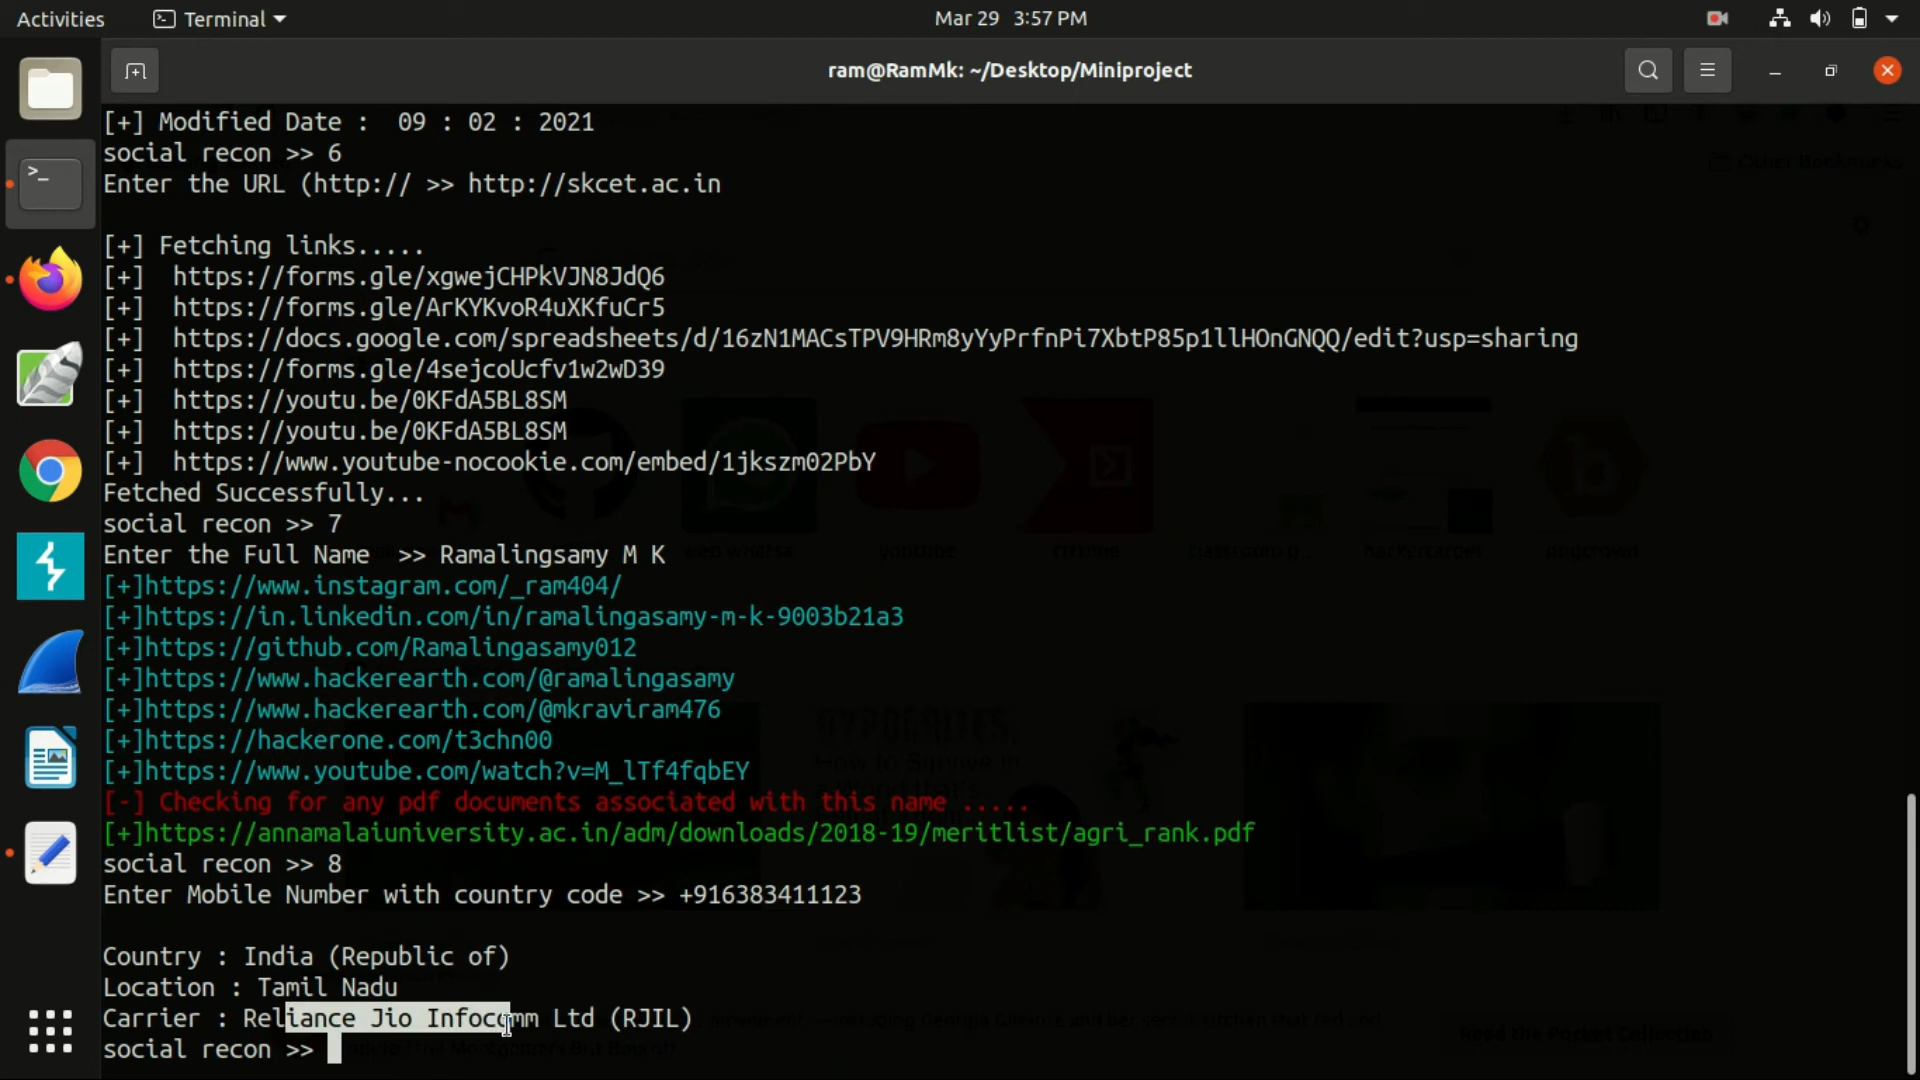 Activities
Terminal
Mar 29 3:57 PM
ram@RamMk: ~/Desktop/Miniproject
[+] Modified Date :  09 : 02 : 2021
social recon >> 6
Enter the URL (http:// >> http://skcet.ac.in
[+] Fetching links.....
[+]  https://forms.gle/xgwejCHPkVJN8JdQ6
[+]  https://forms.gle/ArKYKvoR4uXKfuCr5
[+]  https://docs.google.com/spreadsheets/d/16zN1MACsTPV9HRm8yYyPrfnPi7XbtP85p1llHOnGNQQ/edit?usp=sharing
[+]  https://forms.gle/4sejcoUcfv1w2wD39
[+]  https://youtu.be/0KFdA5BL8SM
[+]  https://youtu.be/0KFdA5BL8SM
[+]  https://www.youtube-nocookie.com/embed/1jkszm02PbY
Fetched Successfully...
social recon >> 7
Enter the Full Name  >> Ramalingsamy M K
[+]https://www.instagram.com/_ram404/
[+]https://in.linkedin.com/in/ramalingasamy-m-k-9003b21a3
[+]https://github.com/Ramalingasamy012
[+]https://www.hackerearth.com/@ramalingasamy
[+]https://www.hackerearth.com/@mkraviram476
[+]https://hackerone.com/t3chn00
[+]https://www.youtube.com/watch?v=M_lTf4fqbEY
[-] Checking for any pdf documents associated with this name .....
[+]https://annamalaiuniversity.ac.in/adm/downloads/2018-19/meritlist/agri_rank.pdf
social recon >> 8
Enter Mobile Number with country code >> +916383411123
Country : India (Republic of)
Location : Tamil Nadu
Carrier : Reliance Jio Infocomm Ltd (RJIL)
social recon >>